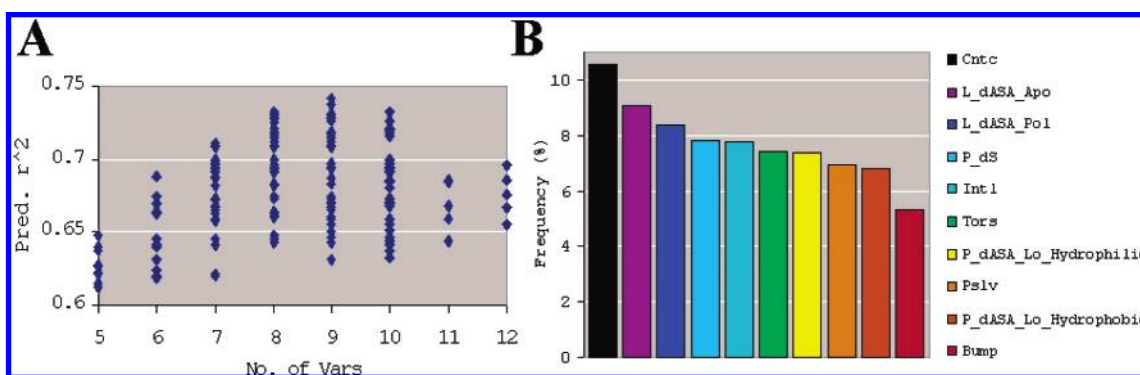 A
Pred. r^2
0.75
0.7
0.65
0.6
5 6 7 8 9 10 11 12
No. of Vars
B
Frequency (%)
10
8
6
4
2
0
Cntc
L_dASA_Apo
L_dASA_Pol
P_dS
Intl
Tors
P_dASA_Lo_Hydrophilic
Pslv
P_dASA_Lo_Hydrophobic
Bump